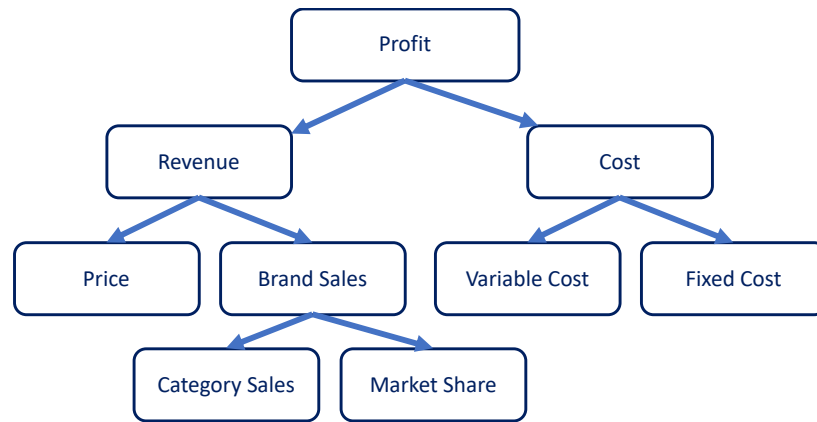 Profit
Revenue
Cost
Price
Brand Sales
Variable Cost
Fixed Cost
Category Sales
Market Share